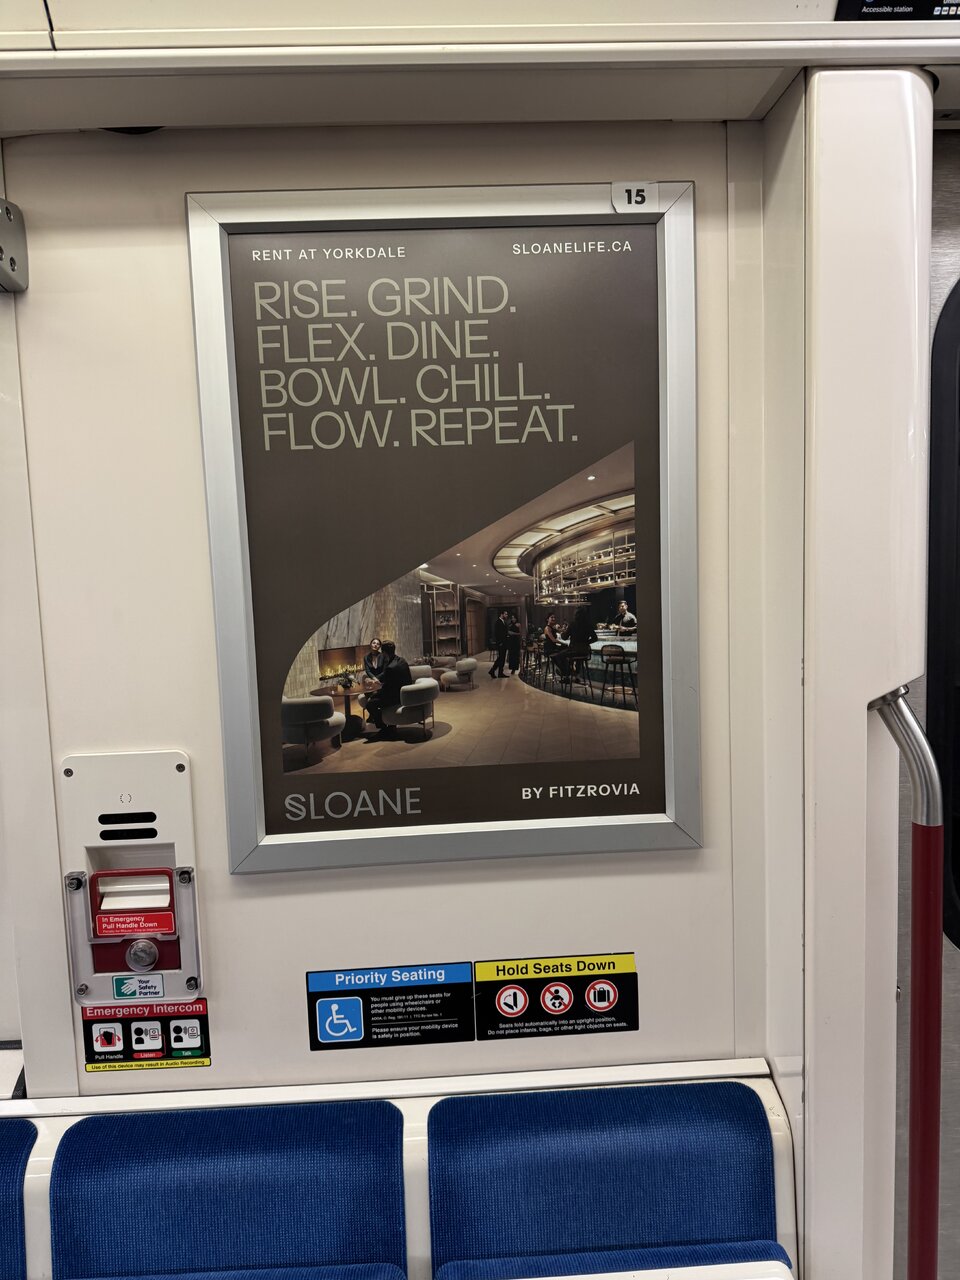 Accessible station
15
RENT AT YORKDALE
SLOANELIFE.CA
RISE. GRIND.
FLEX. DINE.
BOWL. CHILL.
FLOW. REPEAT.
SLOANE
BY FITZROVIA
In Emergency
Pull Handle Down
Your
Safety
Partner
Emergency Intercom
Pull Handle
Listen
Talk
Use of this device may result in Audio Recording
Priority Seating
You must give up these seats for
people using wheelchairs or
other mobility devices.
Please ensure your mobility device
is safely in position.
Hold Seats Down
Seats fold automatically into an upright position.
Do not place infants, bags, or other light objects on seats.